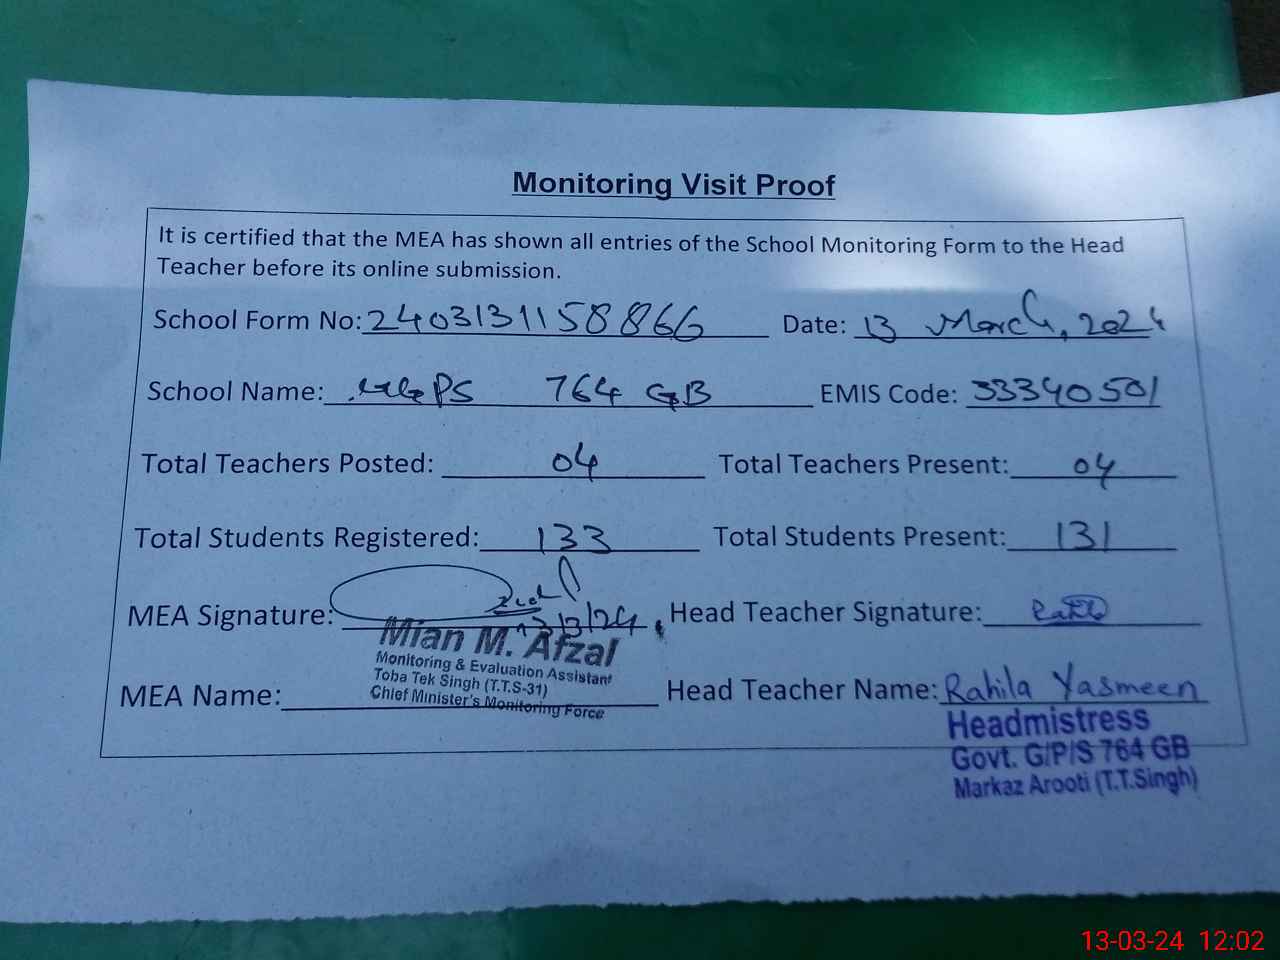 Monitoring Visit Proof
It is certified that the MEA has shown all entries of the School Monitoring Form to the Head
Teacher before its online submission.
School Form No: 2403131158866 Date: 13 March, 2024
School Name: PS 764 GB EMIS Code: 33340501
Total Teachers Posted: 04 Total Teachers Present: 04
Total Students Registered: 133 Total Students Present: 131
MEA Signature: 13/3/24 Head Teacher Signature:
Mian M. Afzal
Monitoring & Evaluation Assistant
Toba Tek Singh (T.T.S-31)
Chief Minister's Monitoring Force
MEA Name: Head Teacher Name: Rahila Yasmeen
Headmistress
Govt. G/P/S 764 GB
Markaz Arooti (T.T.Singh)
13-03-24 12:02